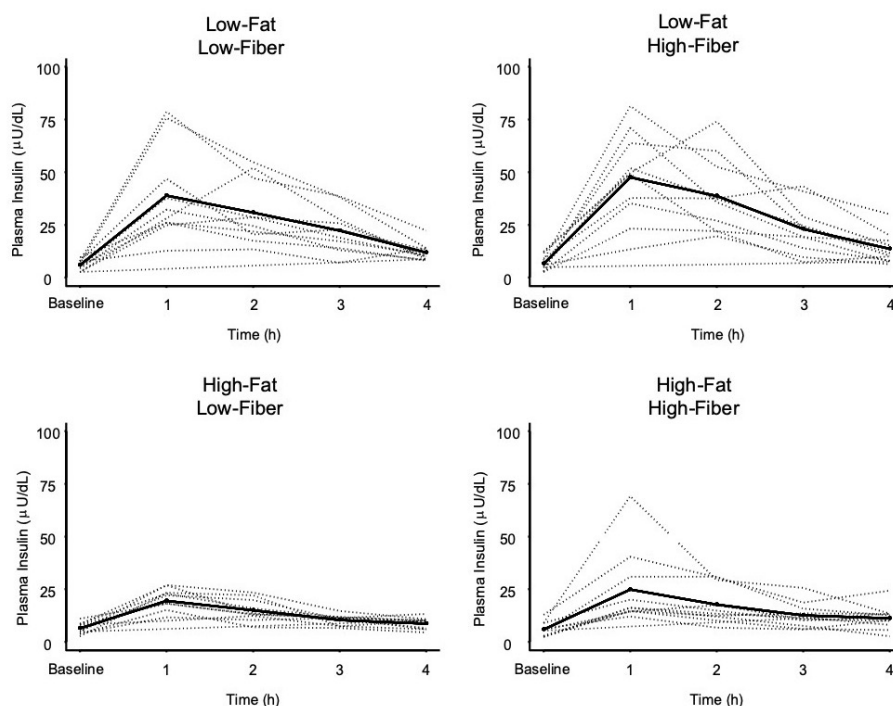 Low-Fat
Low-Fiber
Low-Fat
High-Fiber
100
75
50
25
0
Plasma Insulin (μU/dL)
Baseline 1 2 3 4
Time (h)
100
75
50
25
0
Plasma Insulin (μU/dL)
Baseline 1 2 3 4
Time (h)
High-Fat
Low-Fiber
High-Fat
High-Fiber
100
75
50
25
0
Plasma Insulin (μU/dL)
Baseline 1 2 3 4
Time (h)
100
75
50
25
0
Plasma Insulin (μU/dL)
Baseline 1 2 3 4
Time (h)